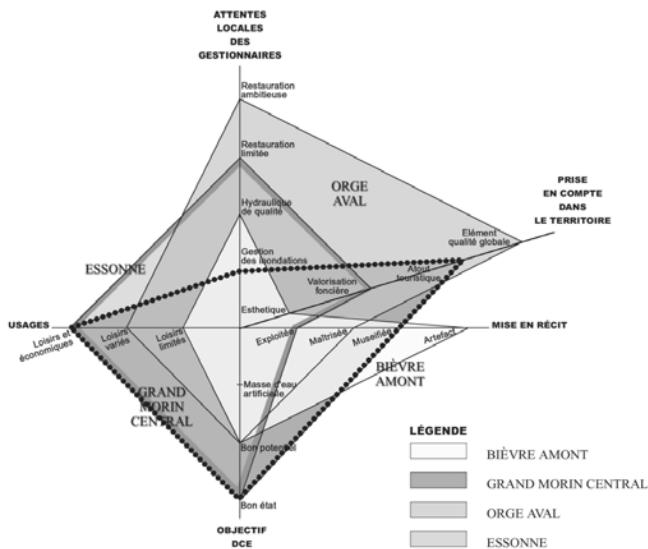 ATTENTES
LOCALES
DES
GESTIONNAIRES
Restauration
ambitieuse
Restauration
limitée
ORGE
AVAL
PRISE
EN COMPTE
DANS
LE TERRITOIRE
Hydraulique
de qualité
Elément
qualité globale
ESSONNE
Gestion
des inondations
Atout
touristique
Valorisation
foncière
Esthetique
USAGES
Loisirs et
économiques
Loisirs
variés
Loisirs
limités
Exploitée
Maîtrisée
Museifiée
Artefact
MISE EN RÉCIT
BIÈVRE
AMONT
GRAND
MORIN
CENTRAL
Masse d'eau
artificielle
Bon potentiel
Bon état
OBJECTIF
DCE
LÉGENDE
BIÈVRE AMONT
GRAND MORIN CENTRAL
ORGE AVAL
ESSONNE